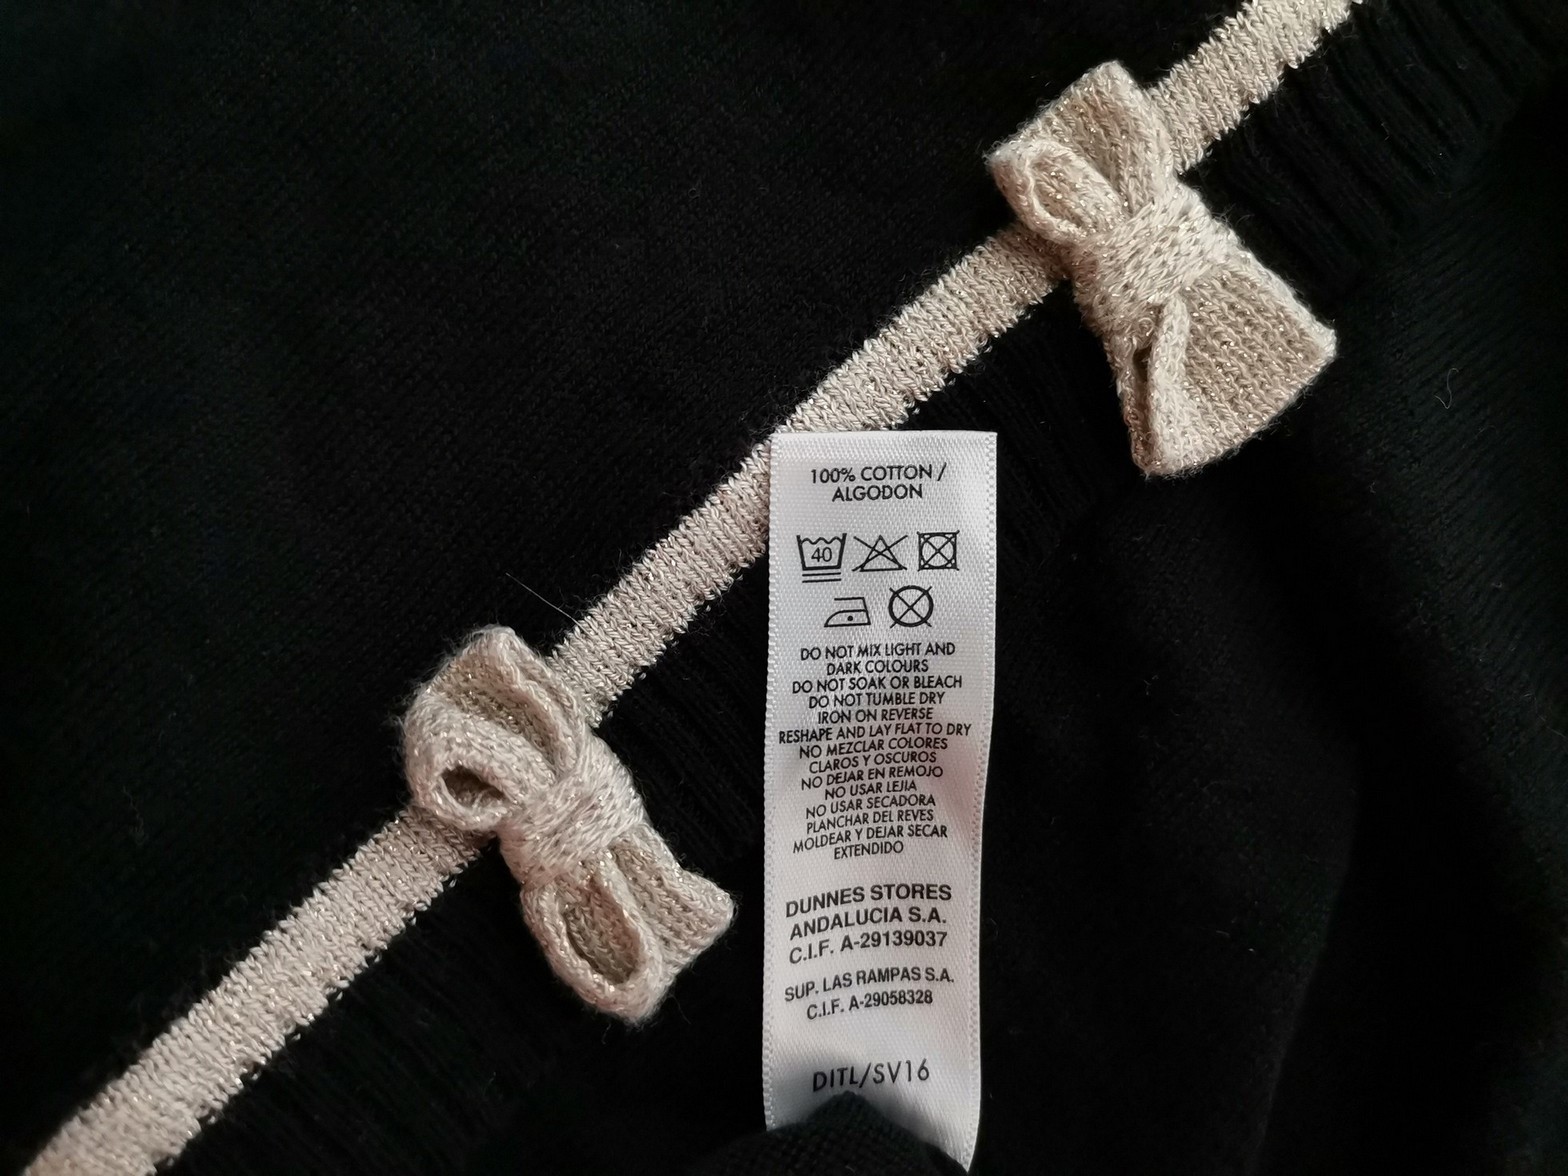 100% COTTON /
ALGODON
40
DO NOT MIX LIGHT AND
DARK COLOURS
DO NOT SOAK OR BLEACH
DO NOT TUMBLE DRY
IRON ON REVERSE
RESHAPE AND LAY FLAT TO DRY
NO MEZCLAR COLORES
CLAROS Y OSCUROS
NO DEJAR EN REMOJO
NO USAR LEJIA
NO USAR SECADORA
PLANCHAR DEL REVES
MOLDEAR Y DEJAR SECAR
EXTENDIDO
DUNNES STORES
ANDALUCIA S.A.
C.I.F. A-29139037
SUP. LAS RAMPAS S.A.
C.I.F. A-29058328
DITL/SV16